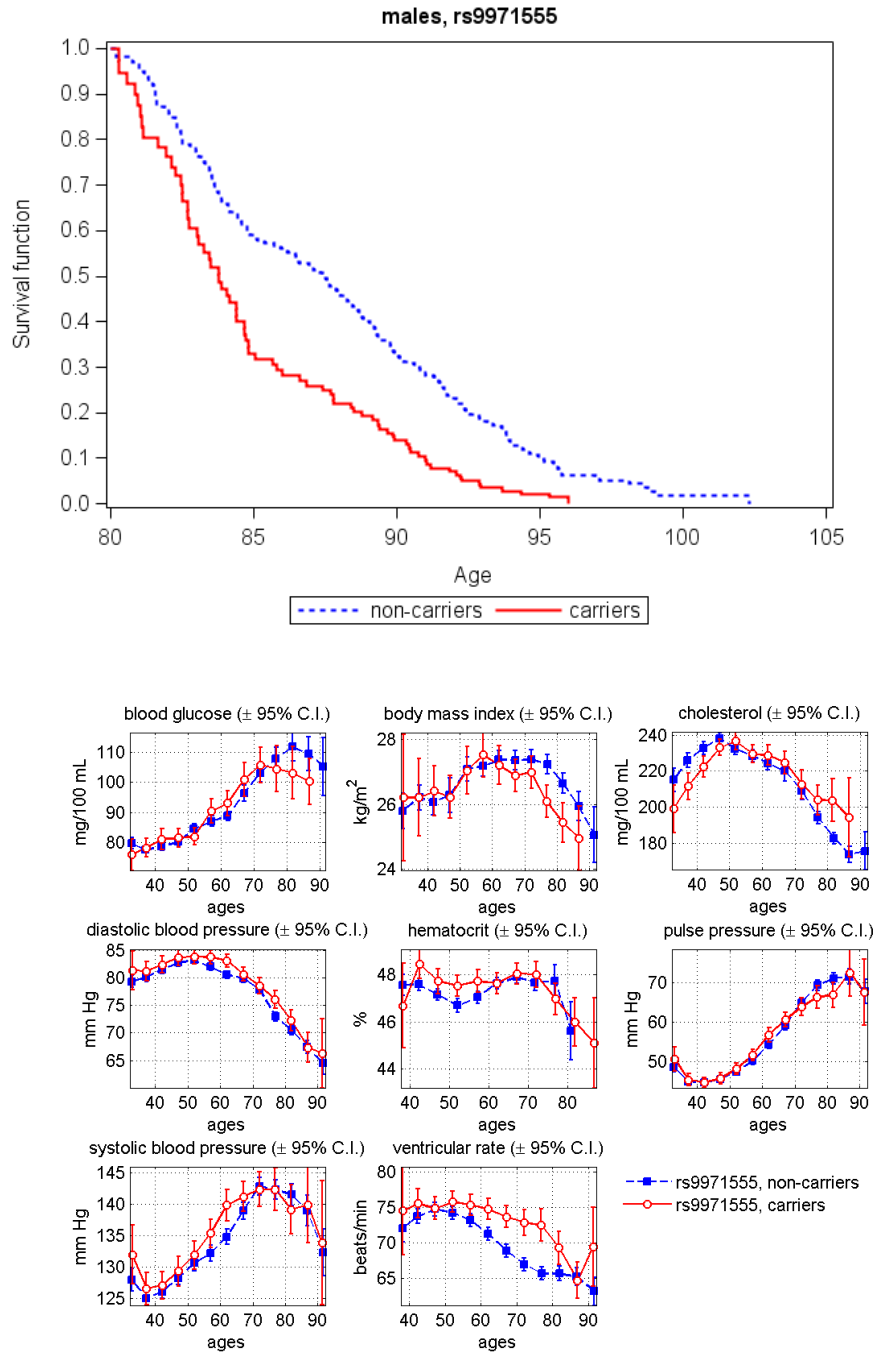 males, rs9971555
Survival function
1.0
0.9
0.8
0.7
0.6
0.5
0.4
0.3
0.2
0.1
0.0
80 85 90 95 100 105
Age
non-carriers carriers
blood glucose (± 95% C.I.)
mg/100 mL
110
100
90
80
40 50 60 70 80 90
ages
body mass index (± 95% C.I.)
kg/m²
28
26
24
40 50 60 70 80 90
ages
cholesterol (± 95% C.I.)
mg/100 mL
240
220
200
180
40 50 60 70 80 90
ages
diastolic blood pressure (± 95% C.I.)
mm Hg
85
80
75
70
65
40 50 60 70 80 90
ages
hematocrit (± 95% C.I.)
%
48
46
44
40 50 60 70 80
ages
pulse pressure (± 95% C.I.)
mm Hg
70
60
50
40 50 60 70 80 90
ages
systolic blood pressure (± 95% C.I.)
mm Hg
145
140
135
130
125
40 50 60 70 80 90
ages
ventricular rate (± 95% C.I.)
beats/min
80
75
70
65
40 50 60 70 80 90
ages
rs9971555, non-carriers
rs9971555, carriers